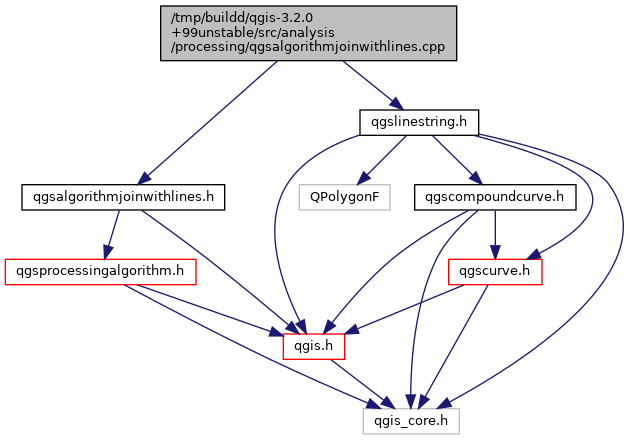 /tmp/buildd/qgis-3.2.0
+99unstable/src/analysis
/processing/qgsalgorithmjoinwithlines.cpp
qgslinestring.h
qgsalgorithmjoinwithlines.h
QPolygonF
qgscompoundcurve.h
qgsprocessingalgorithm.h
qgscurve.h
qgis.h
qgis_core.h